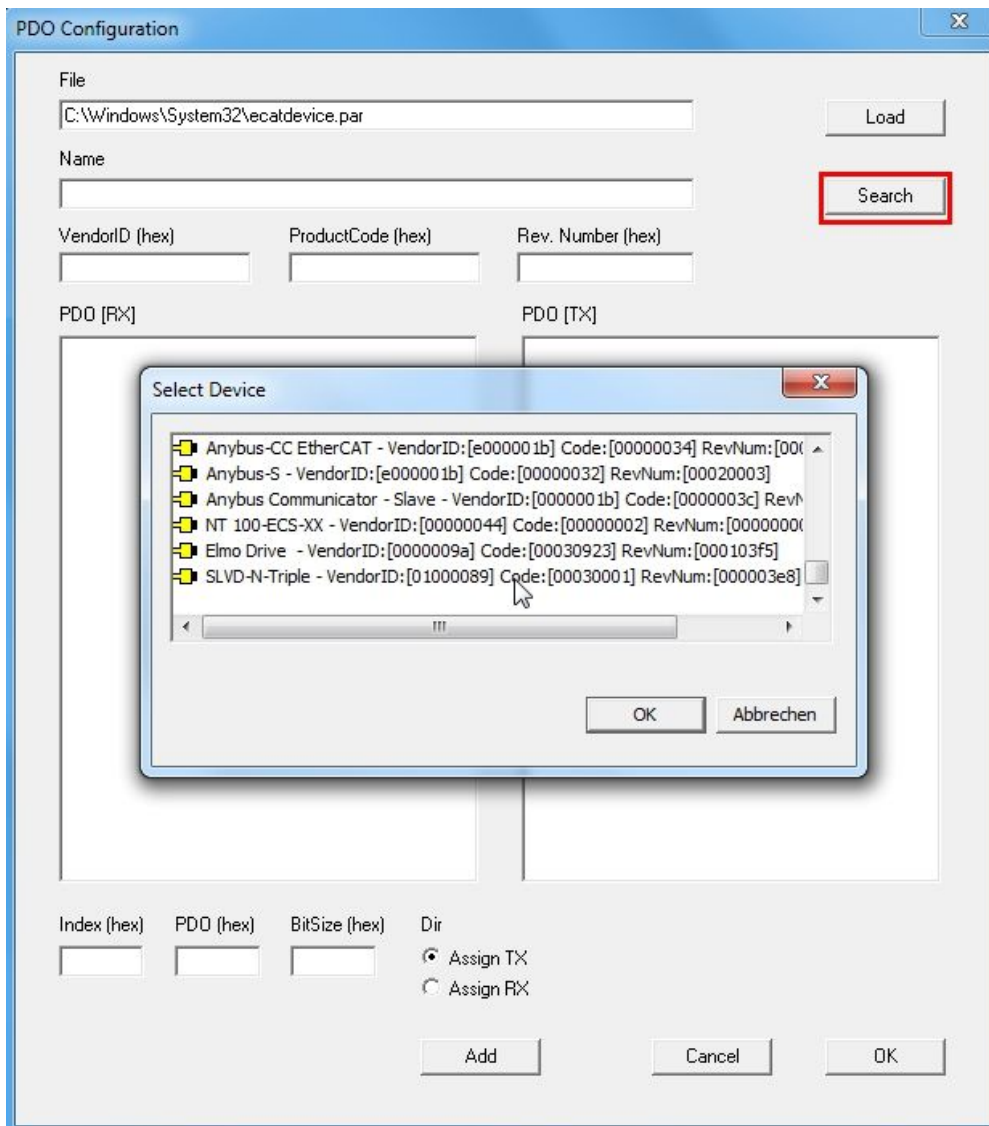 PDO Configuration
File
C:\Windows\System32\ecatdevice.par
Load
Name
Search
VendorID (hex) ProductCode (hex) Rev. Number (hex)
PDO [RX] PDO [TX]
Select Device
Anybus-CC EtherCAT - VendorID:[e000001b] Code:[00000034] RevNum:[00(
Anybus-S - VendorID:[e000001b] Code:[00000032] RevNum:[00020003]
Anybus Communicator - Slave - VendorID:[0000001b] Code:[0000003c] RevN
NT 100-ECS-XX - VendorID:[00000044] Code:[00000002] RevNum:[0000000(
Elmo Drive - VendorID:[0000009a] Code:[00030923] RevNum:[000103f5]
SLVD-N-Triple - VendorID:[01000089] Code:[00030001] RevNum:[000003e8]
OK Abbrechen
Index (hex) PDO (hex) BitSize (hex) Dir
Assign TX
Assign RX
Add Cancel OK